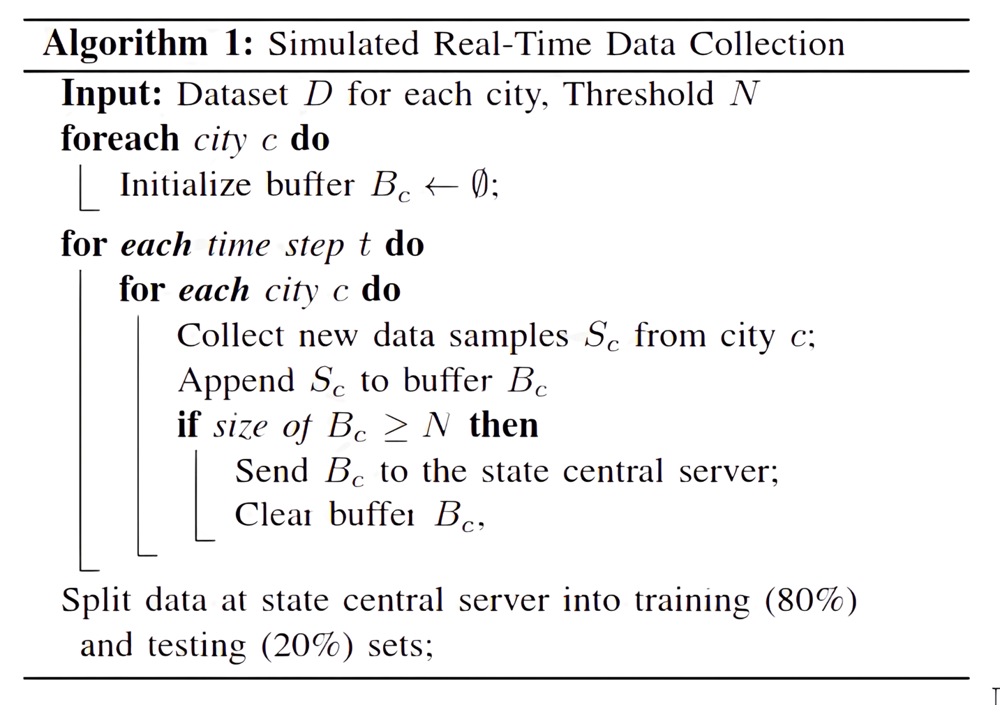 Algorithm 1: Simulated Real-Time Data Collection
Input: Dataset D for each city, Threshold N
foreach city c do
Initialize buffer B_c ← ∅;
for each time step t do
for each city c do
Collect new data samples S_c from city c;
Append S_c to buffer B_c
if size of B_c ≥ N then
Send B_c to the state central server;
Clear buffer B_c,
Split data at state central server into training (80%)
and testing (20%) sets;